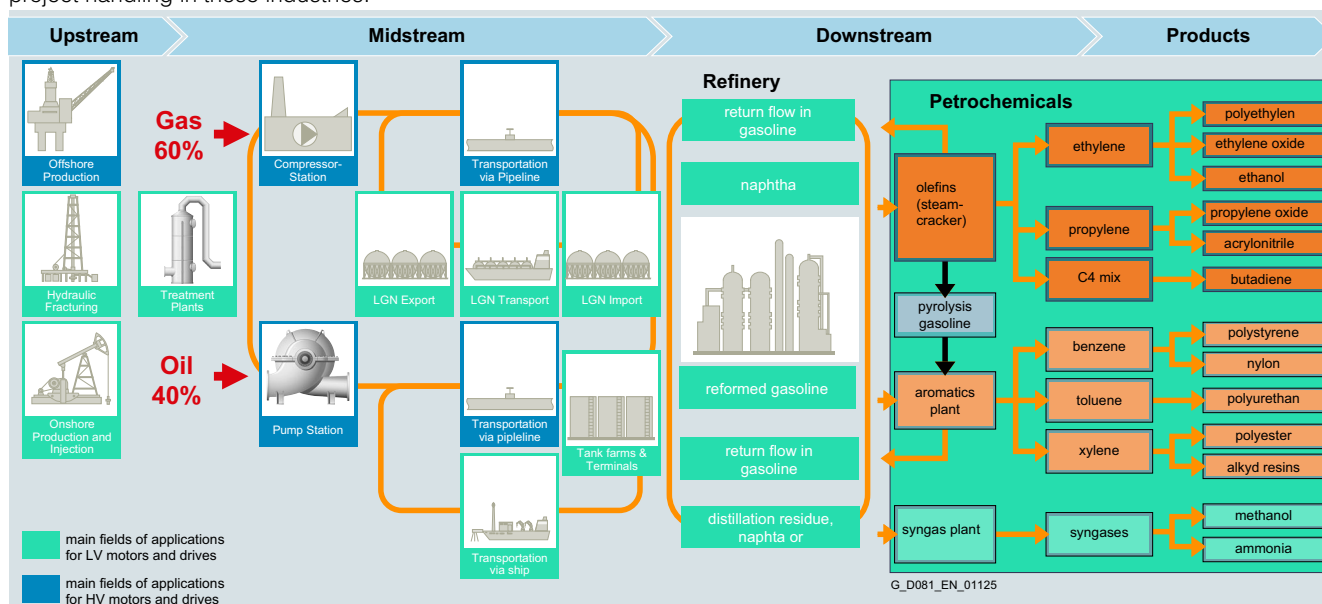 project handling in these industries.
Upstream
Midstream
Downstream
Products
Offshore
Production
Hydraulic
Fracturing
Treatment
Plants
Onshore
Production and
Injection
Gas
60%
Oil
40%
Compressor-
Station
Transportation
via Pipeline
LGN Export
LGN Transport
LGN Import
Pump Station
Transportation
via pipleline
Tank farms &
Terminals
Transportation
via ship
Refinery
return flow in
gasoline
naphtha
reformed gasoline
return flow in
gasoline
distillation residue,
naphta or
Petrochemicals
olefins
(steam-
cracker)
pyrolysis
gasoline
aromatics
plant
syngas plant
ethylene
propylene
C4 mix
benzene
toluene
xylene
syngases
polyethylen
ethylene oxide
ethanol
propylene oxide
acrylonitrile
butadiene
polystyrene
nylon
polyurethan
polyester
alkyd resins
methanol
ammonia
main fields of applications
for LV motors and drives
main fields of applications
for HV motors and drives
G_D081_EN_01125